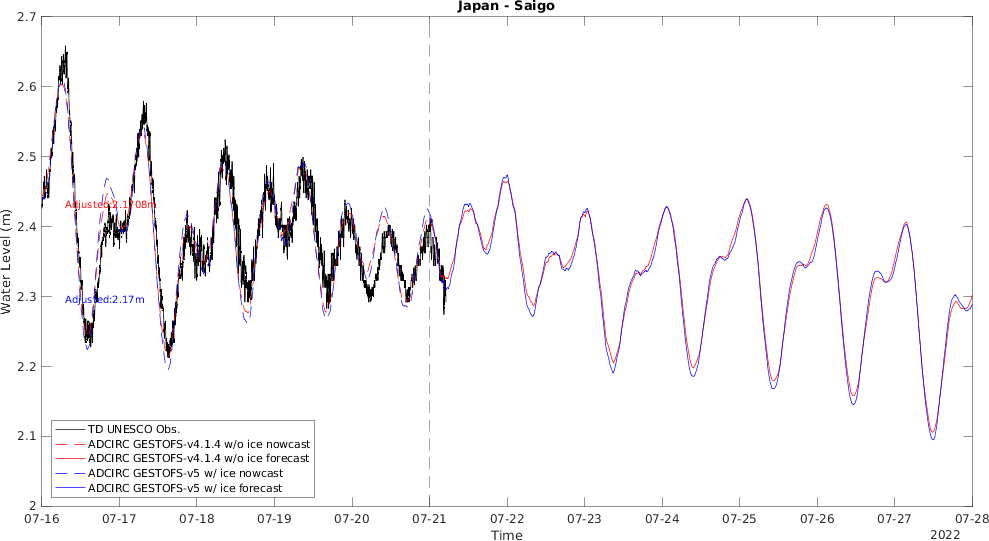 Japan - Saigo
2.7
2.6
2.5
2.4
2.3
2.2
2.1
2
Water Level (m)
Adjusted:2.1708m
Adjusted:2.17m
TD UNESCO Obs.
ADCIRC GESTOFS-v4.1.4 w/o ice nowcast
ADCIRC GESTOFS-v4.1.4 w/o ice forecast
ADCIRC GESTOFS-v5 w/ ice nowcast
ADCIRC GESTOFS-v5 w/ ice forecast
07-16 07-17 07-18 07-19 07-20 07-21 07-22 07-23 07-24 07-25 07-26 07-27 07-28
Time
2022